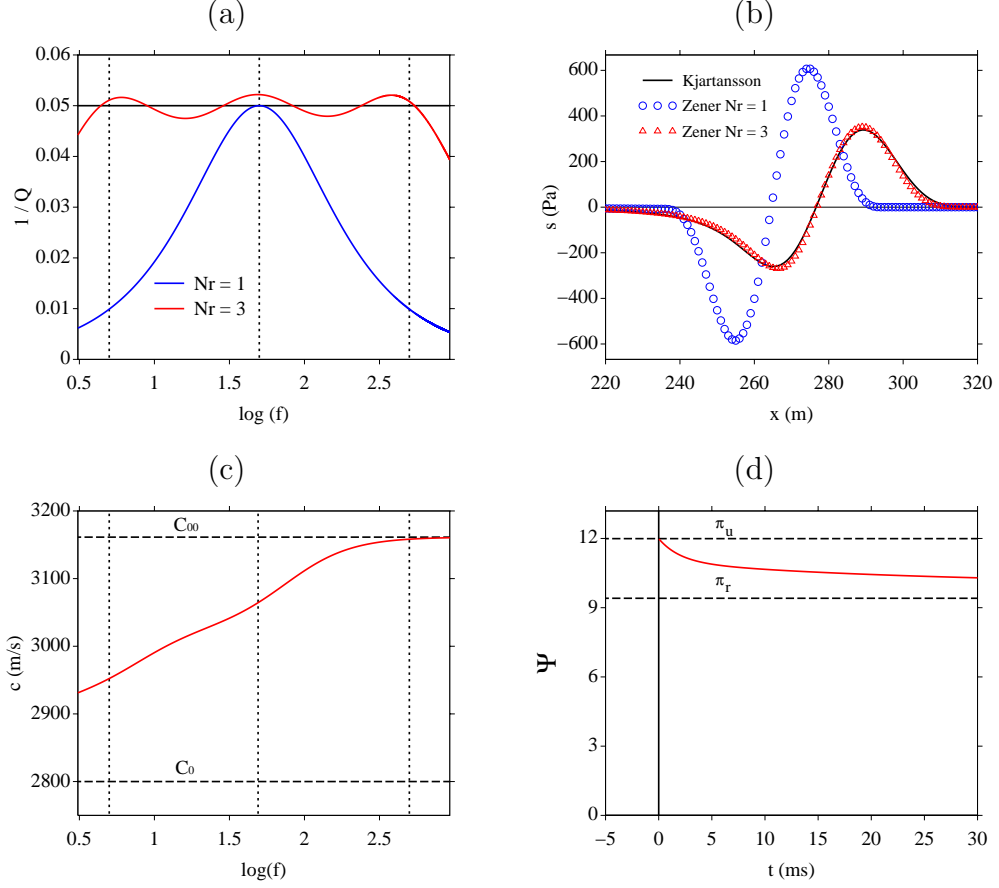 (a)
0.06
0.05
0.04
0.03
0.02
0.01
0
1 / Q
Nr = 1
Nr = 3
0.5 1 1.5 2 2.5
log (f)
(b)
600
400
200
0
−200
−400
−600
s (Pa)
Kjartansson
Zener Nr = 1
Zener Nr = 3
220 240 260 280 300 320
x (m)
(c)
3200
3100
3000
2900
2800
c (m/s)
C₀₀
C₀
0.5 1 1.5 2 2.5
log(f)
(d)
12
9
6
3
0
Ψ
π_u
π_r
−5 0 5 10 15 20 25 30
t (ms)